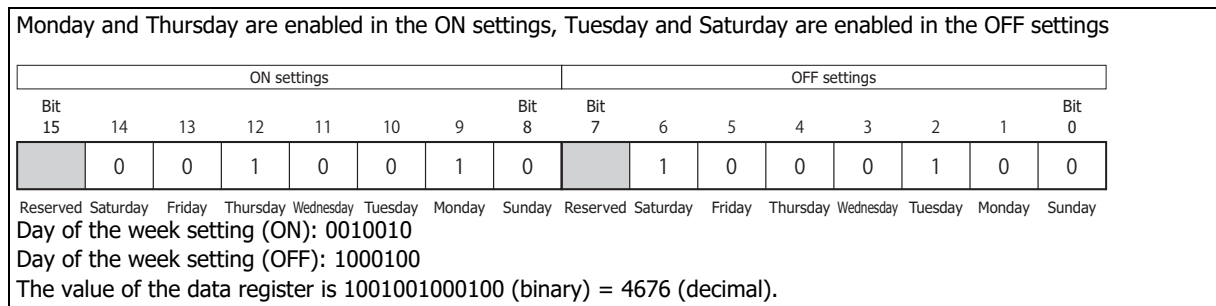 Monday and Thursday are enabled in the ON settings, Tuesday and Saturday are enabled in the OFF settings
ON settings OFF settings
Bit Bit Bit Bit
15 14 13 12 11 10 9 8 7 6 5 4 3 2 1 0
0 0 1 0 0 1 0 1 0 0 0 1 0 0
Reserved Saturday Friday Thursday Wednesday Tuesday Monday Sunday Reserved Saturday Friday Thursday Wednesday Tuesday Monday Sunday
Day of the week setting (ON): 0010010
Day of the week setting (OFF): 1000100
The value of the data register is 1001001000100 (binary) = 4676 (decimal).